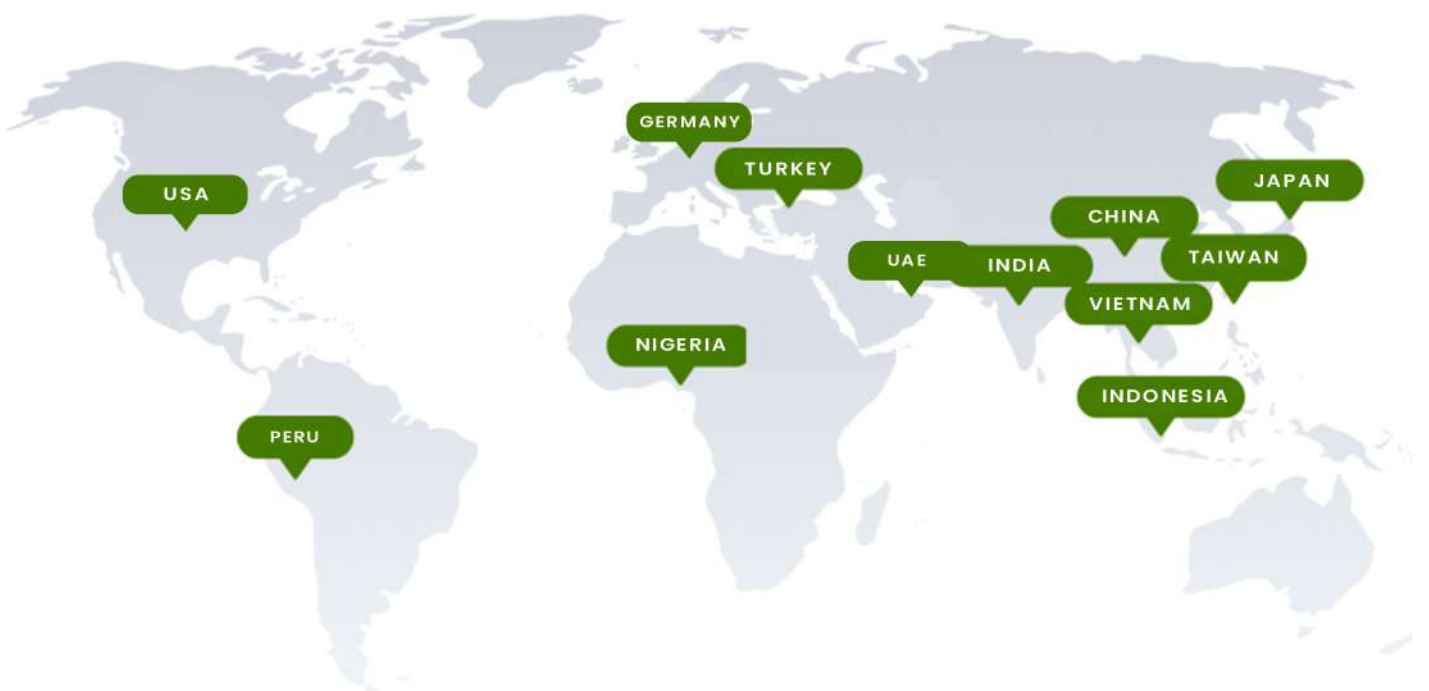 GERMANY
TURKEY
JAPAN
USA
CHINA
TAIWAN
UAE
INDIA
VIETNAM
NIGERIA
INDONESIA
PERU